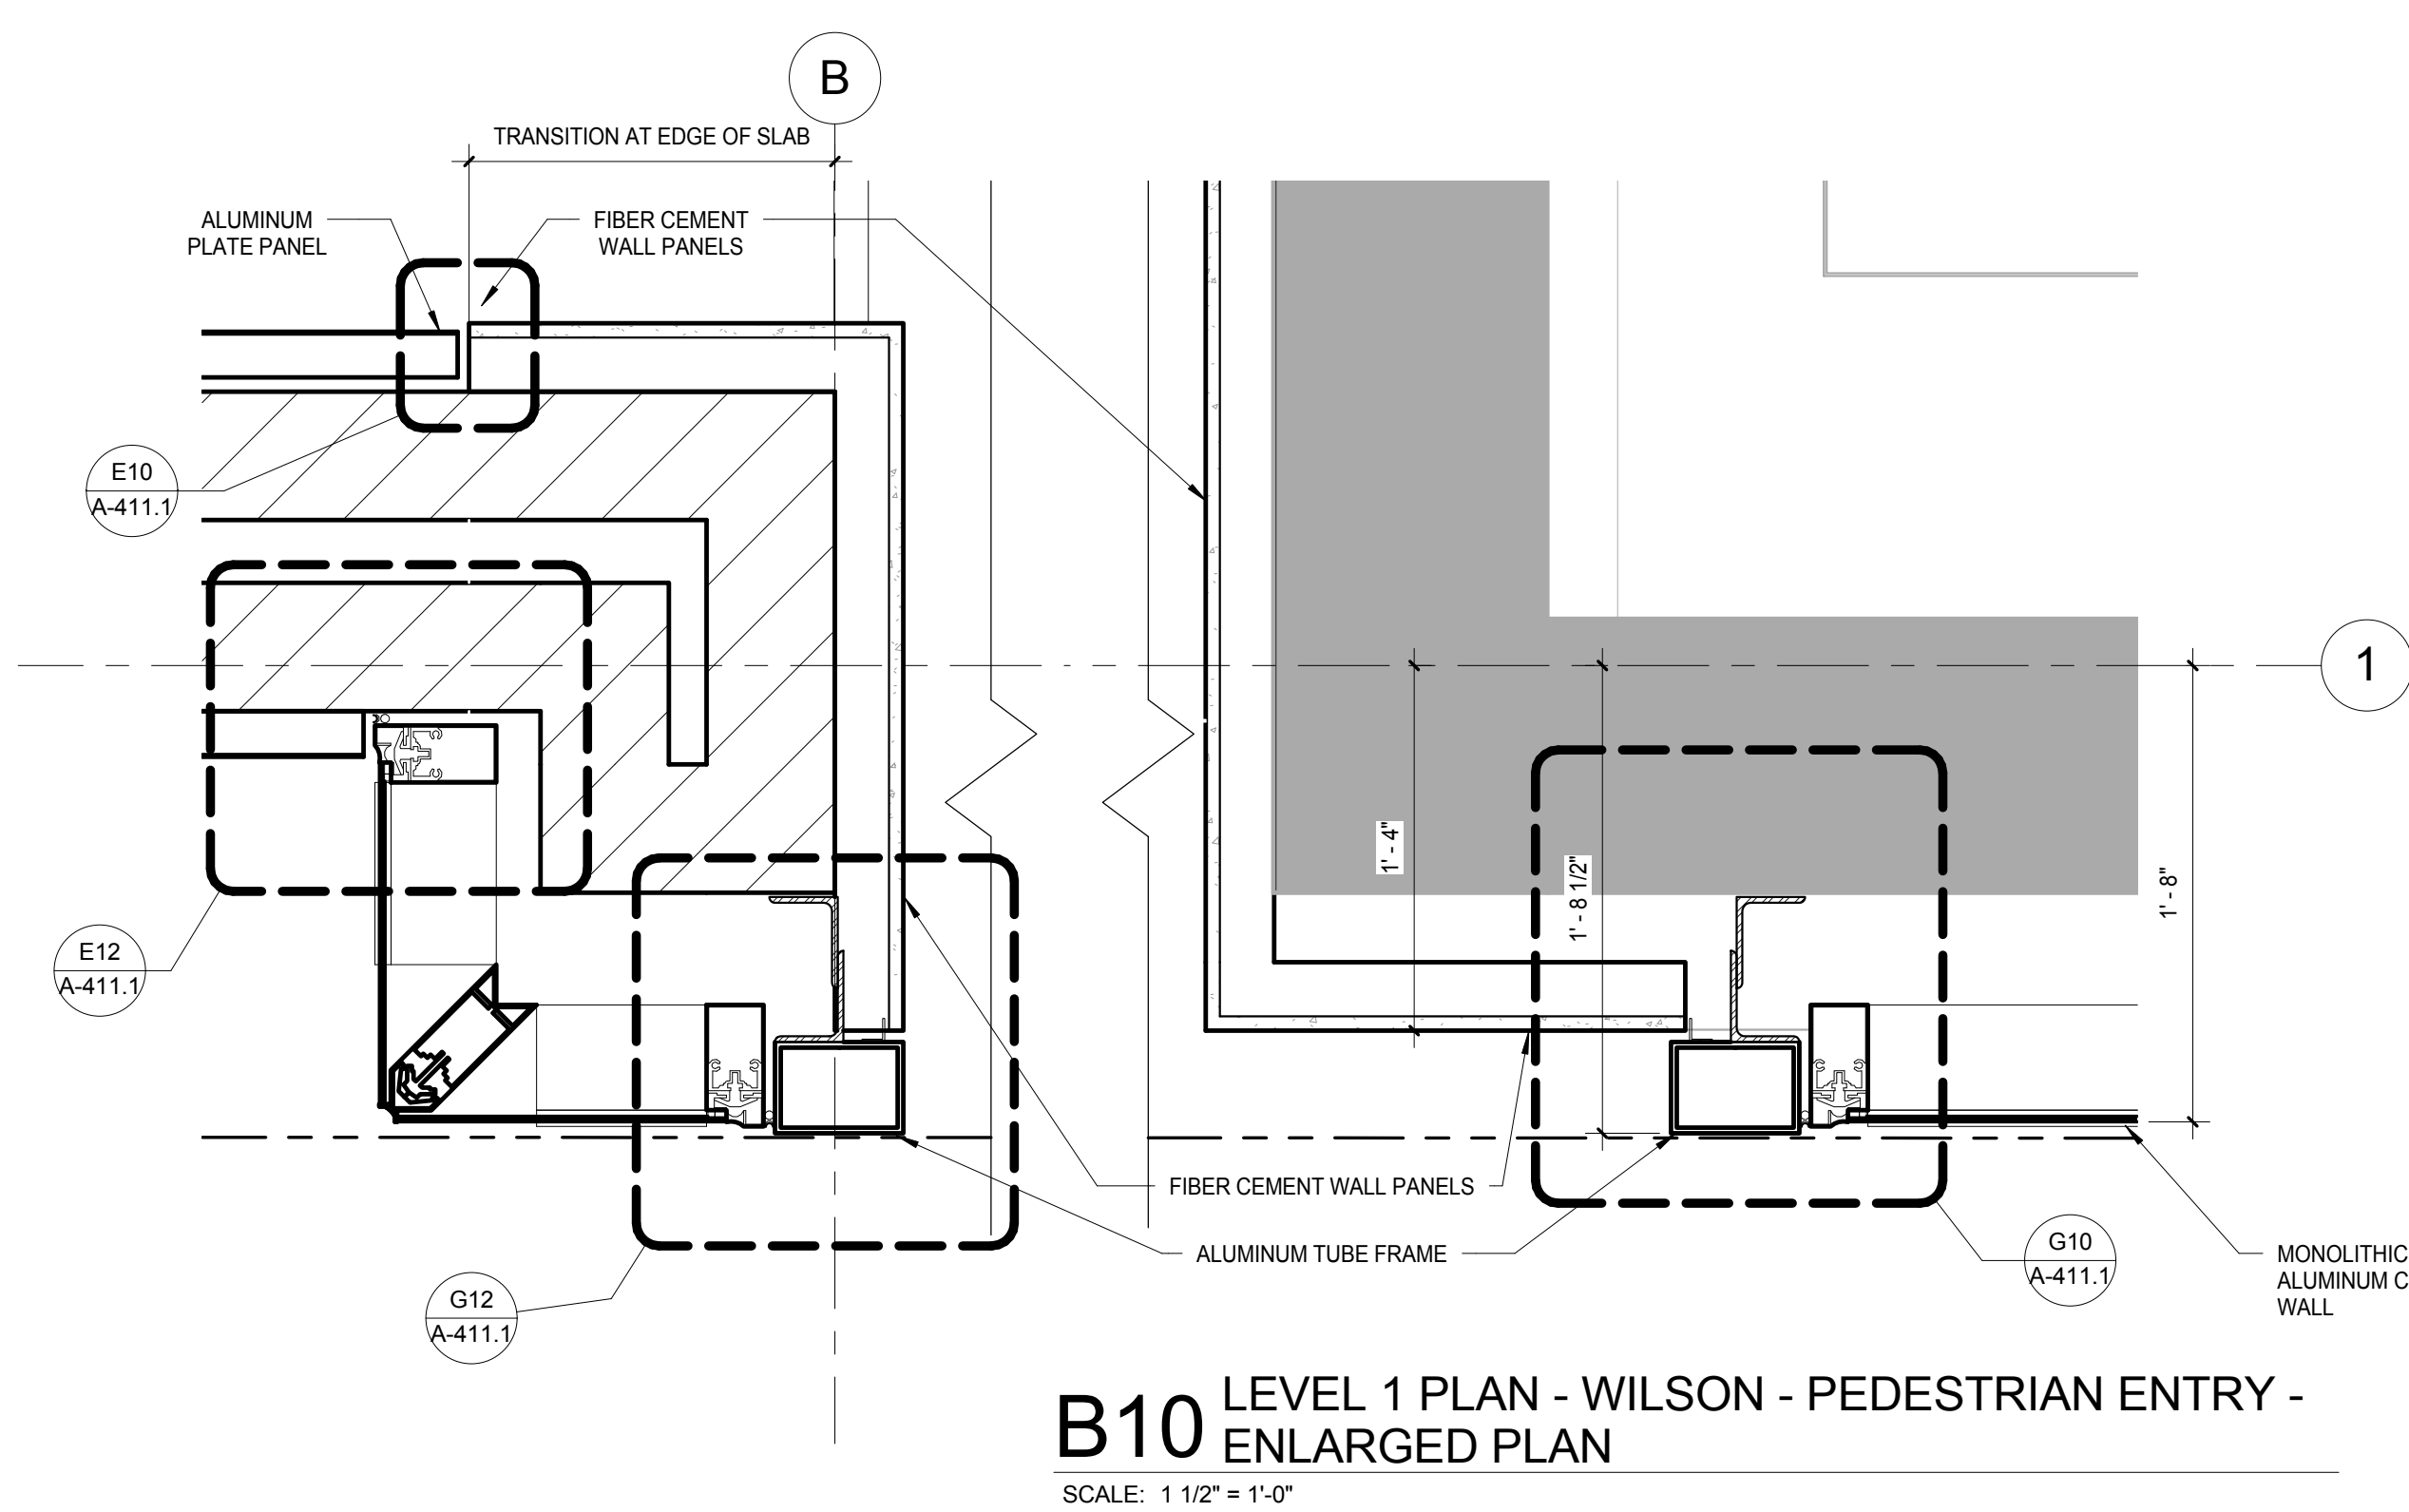 B
TRANSITION AT EDGE OF SLAB
ALUMINUM
PLATE PANEL
FIBER CEMENT
WALL PANELS
E10
A-411.1
1
1' - 4"
1' - 8 1/2"
1' - 8"
E12
A-411.1
FIBER CEMENT WALL PANELS
ALUMINUM TUBE FRAME
G10
A-411.1
MONOLITHIC
ALUMINUM C
WALL
G12
A-411.1
B10
LEVEL 1 PLAN - WILSON - PEDESTRIAN ENTRY -
ENLARGED PLAN
SCALE: 1 1/2" = 1'-0"